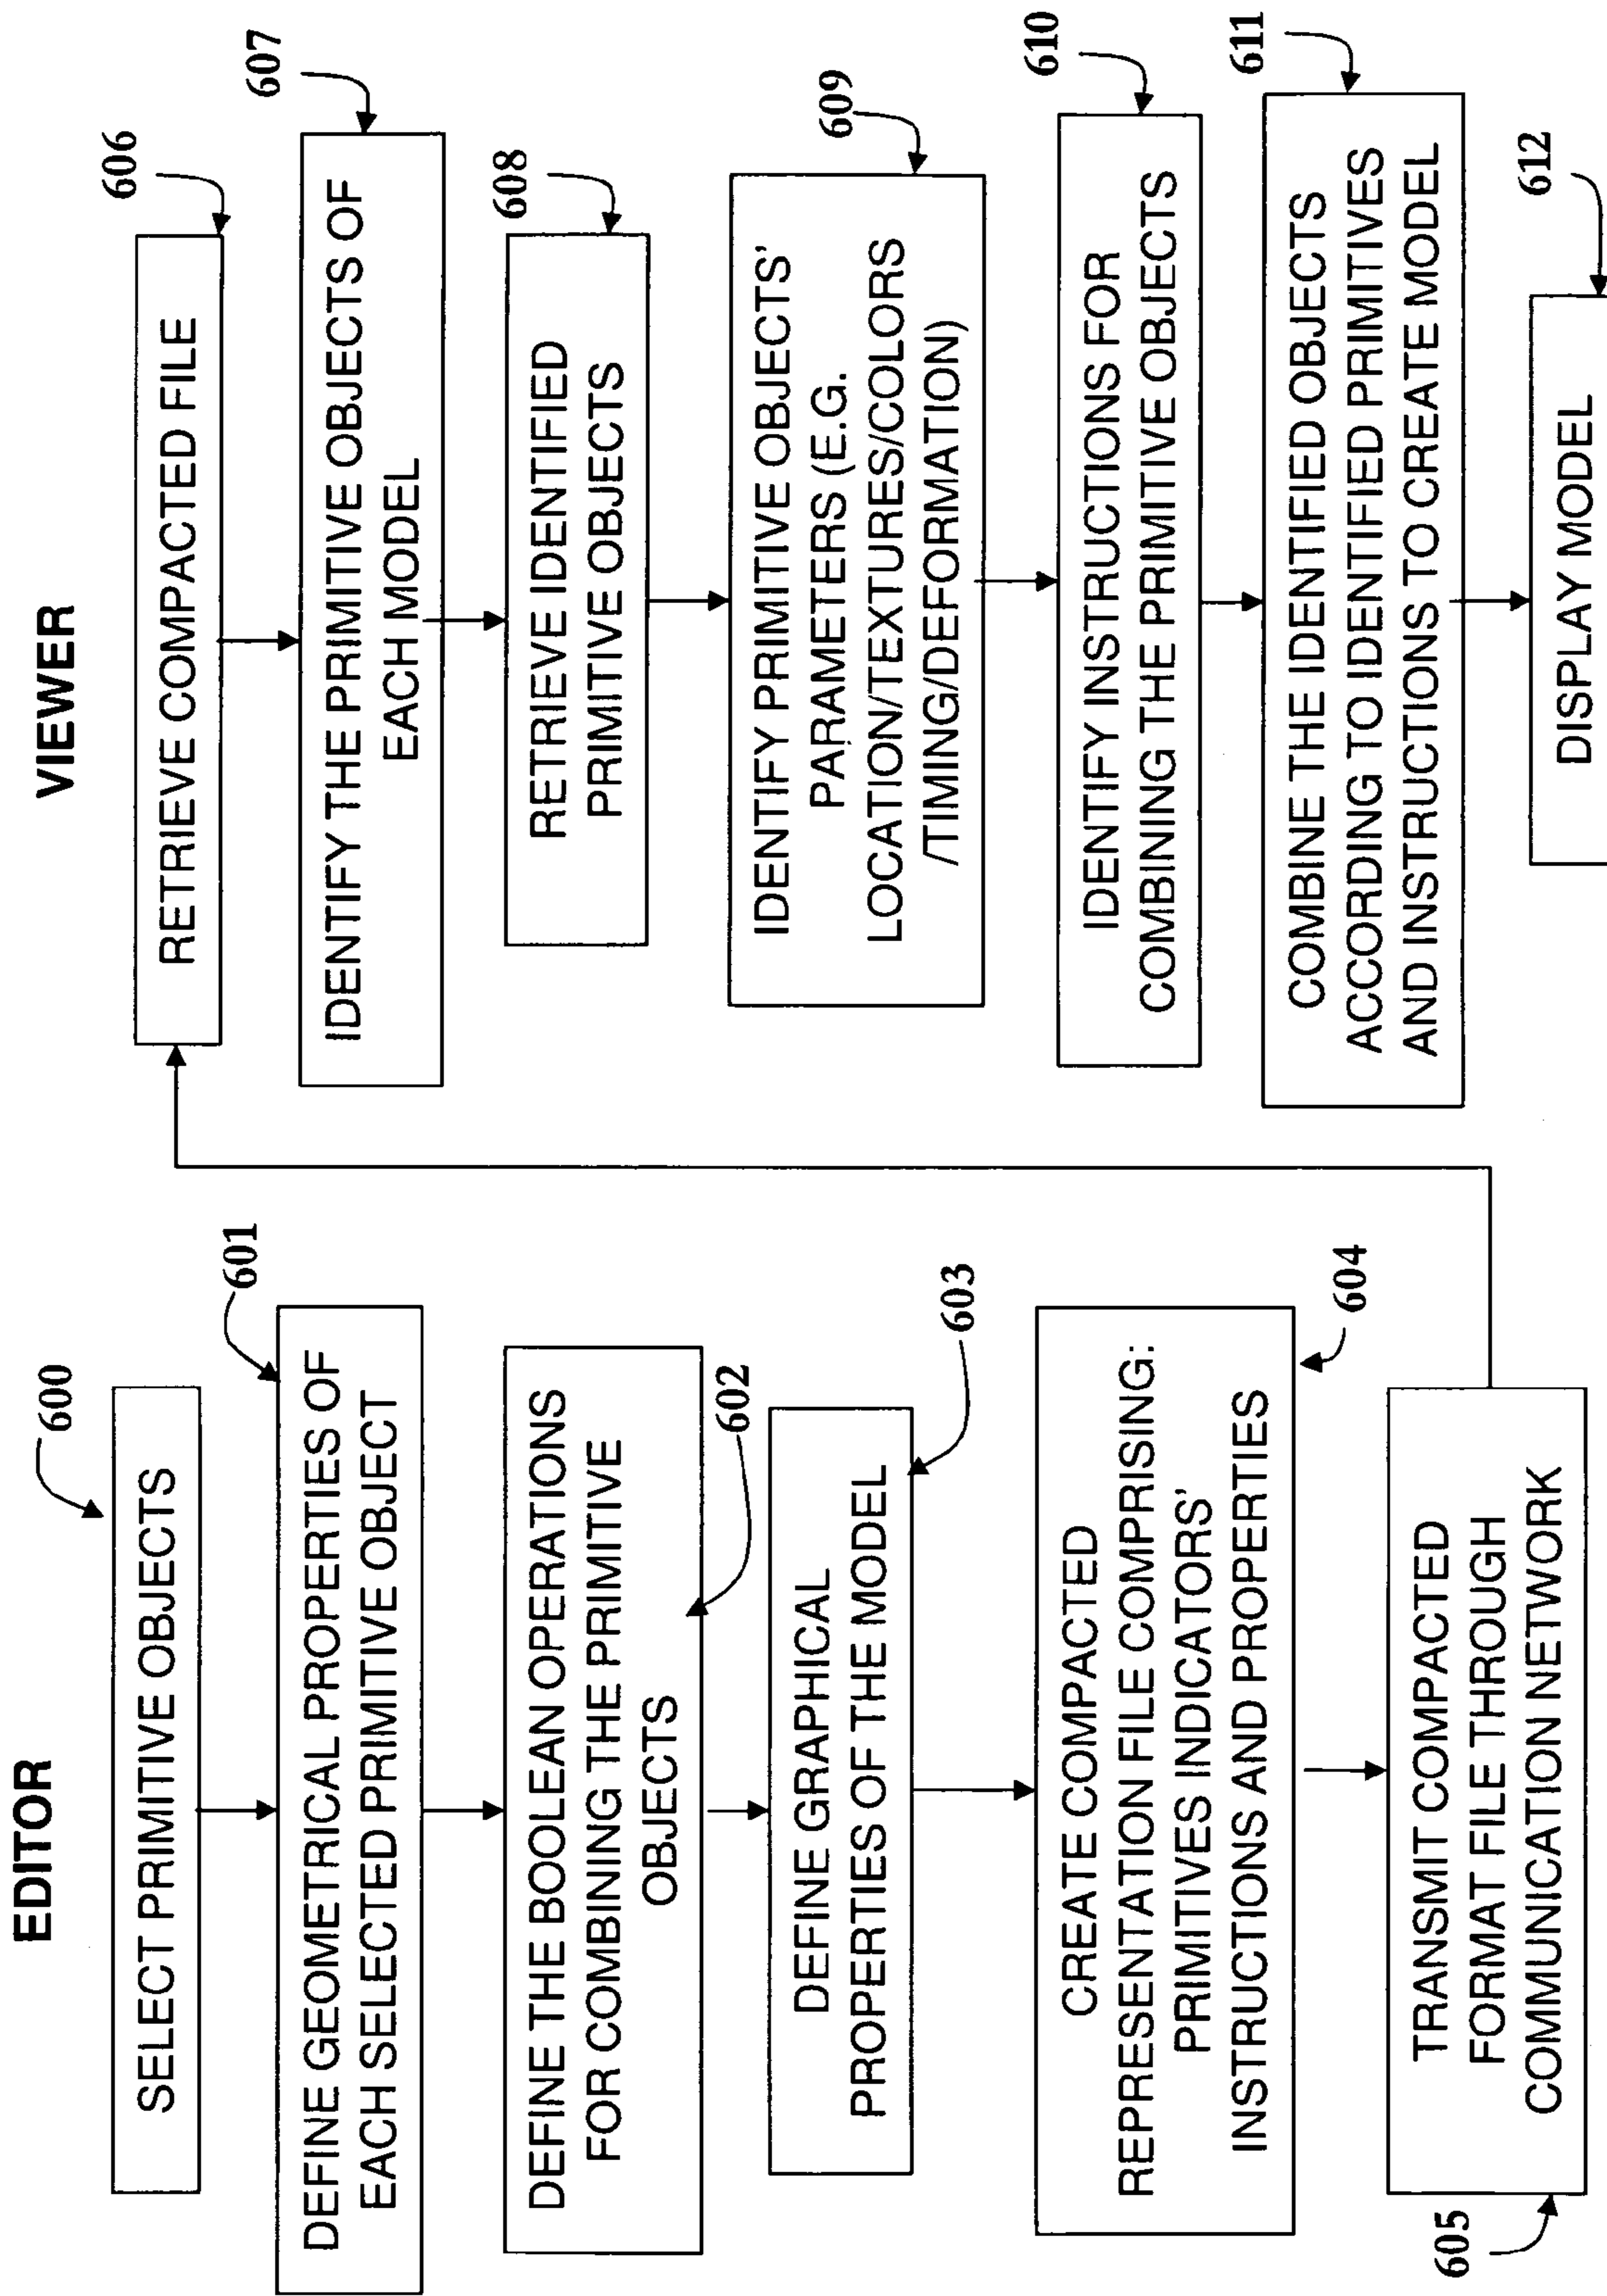 EDITOR
600
SELECT PRIMITIVE OBJECTS
601
DEFINE GEOMETRICAL PROPERTIES OF
EACH SELECTED PRIMITIVE OBJECT
DEFINE THE BOOLEAN OPERATIONS
FOR COMBINING THE PRIMITIVE
OBJECTS
602
DEFINE GRAPHICAL
PROPERTIES OF THE MODEL
603
CREATE COMPACTED
REPRESENTATION FILE COMPRISING:
PRIMITIVES INDICATORS'
INSTRUCTIONS AND PROPERTIES
604
TRANSMIT COMPACTED
FORMAT FILE THROUGH
COMMUNICATION NETWORK
605
VIEWER
606
RETRIEVE COMPACTED FILE
607
IDENTIFY THE PRIMITIVE OBJECTS OF
EACH MODEL
608
RETRIEVE IDENTIFIED
PRIMITIVE OBJECTS
609
IDENTIFY PRIMITIVE OBJECTS'
PARAMETERS (E.G.
LOCATION/TEXTURES/COLORS
/TIMING/DEFORMATION)
610
IDENTIFY INSTRUCTIONS FOR
COMBINING THE PRIMITIVE OBJECTS
611
COMBINE THE IDENTIFIED OBJECTS
ACCORDING TO IDENTIFIED PRIMITIVES
AND INSTRUCTIONS TO CREATE MODEL
612
DISPLAY MODEL